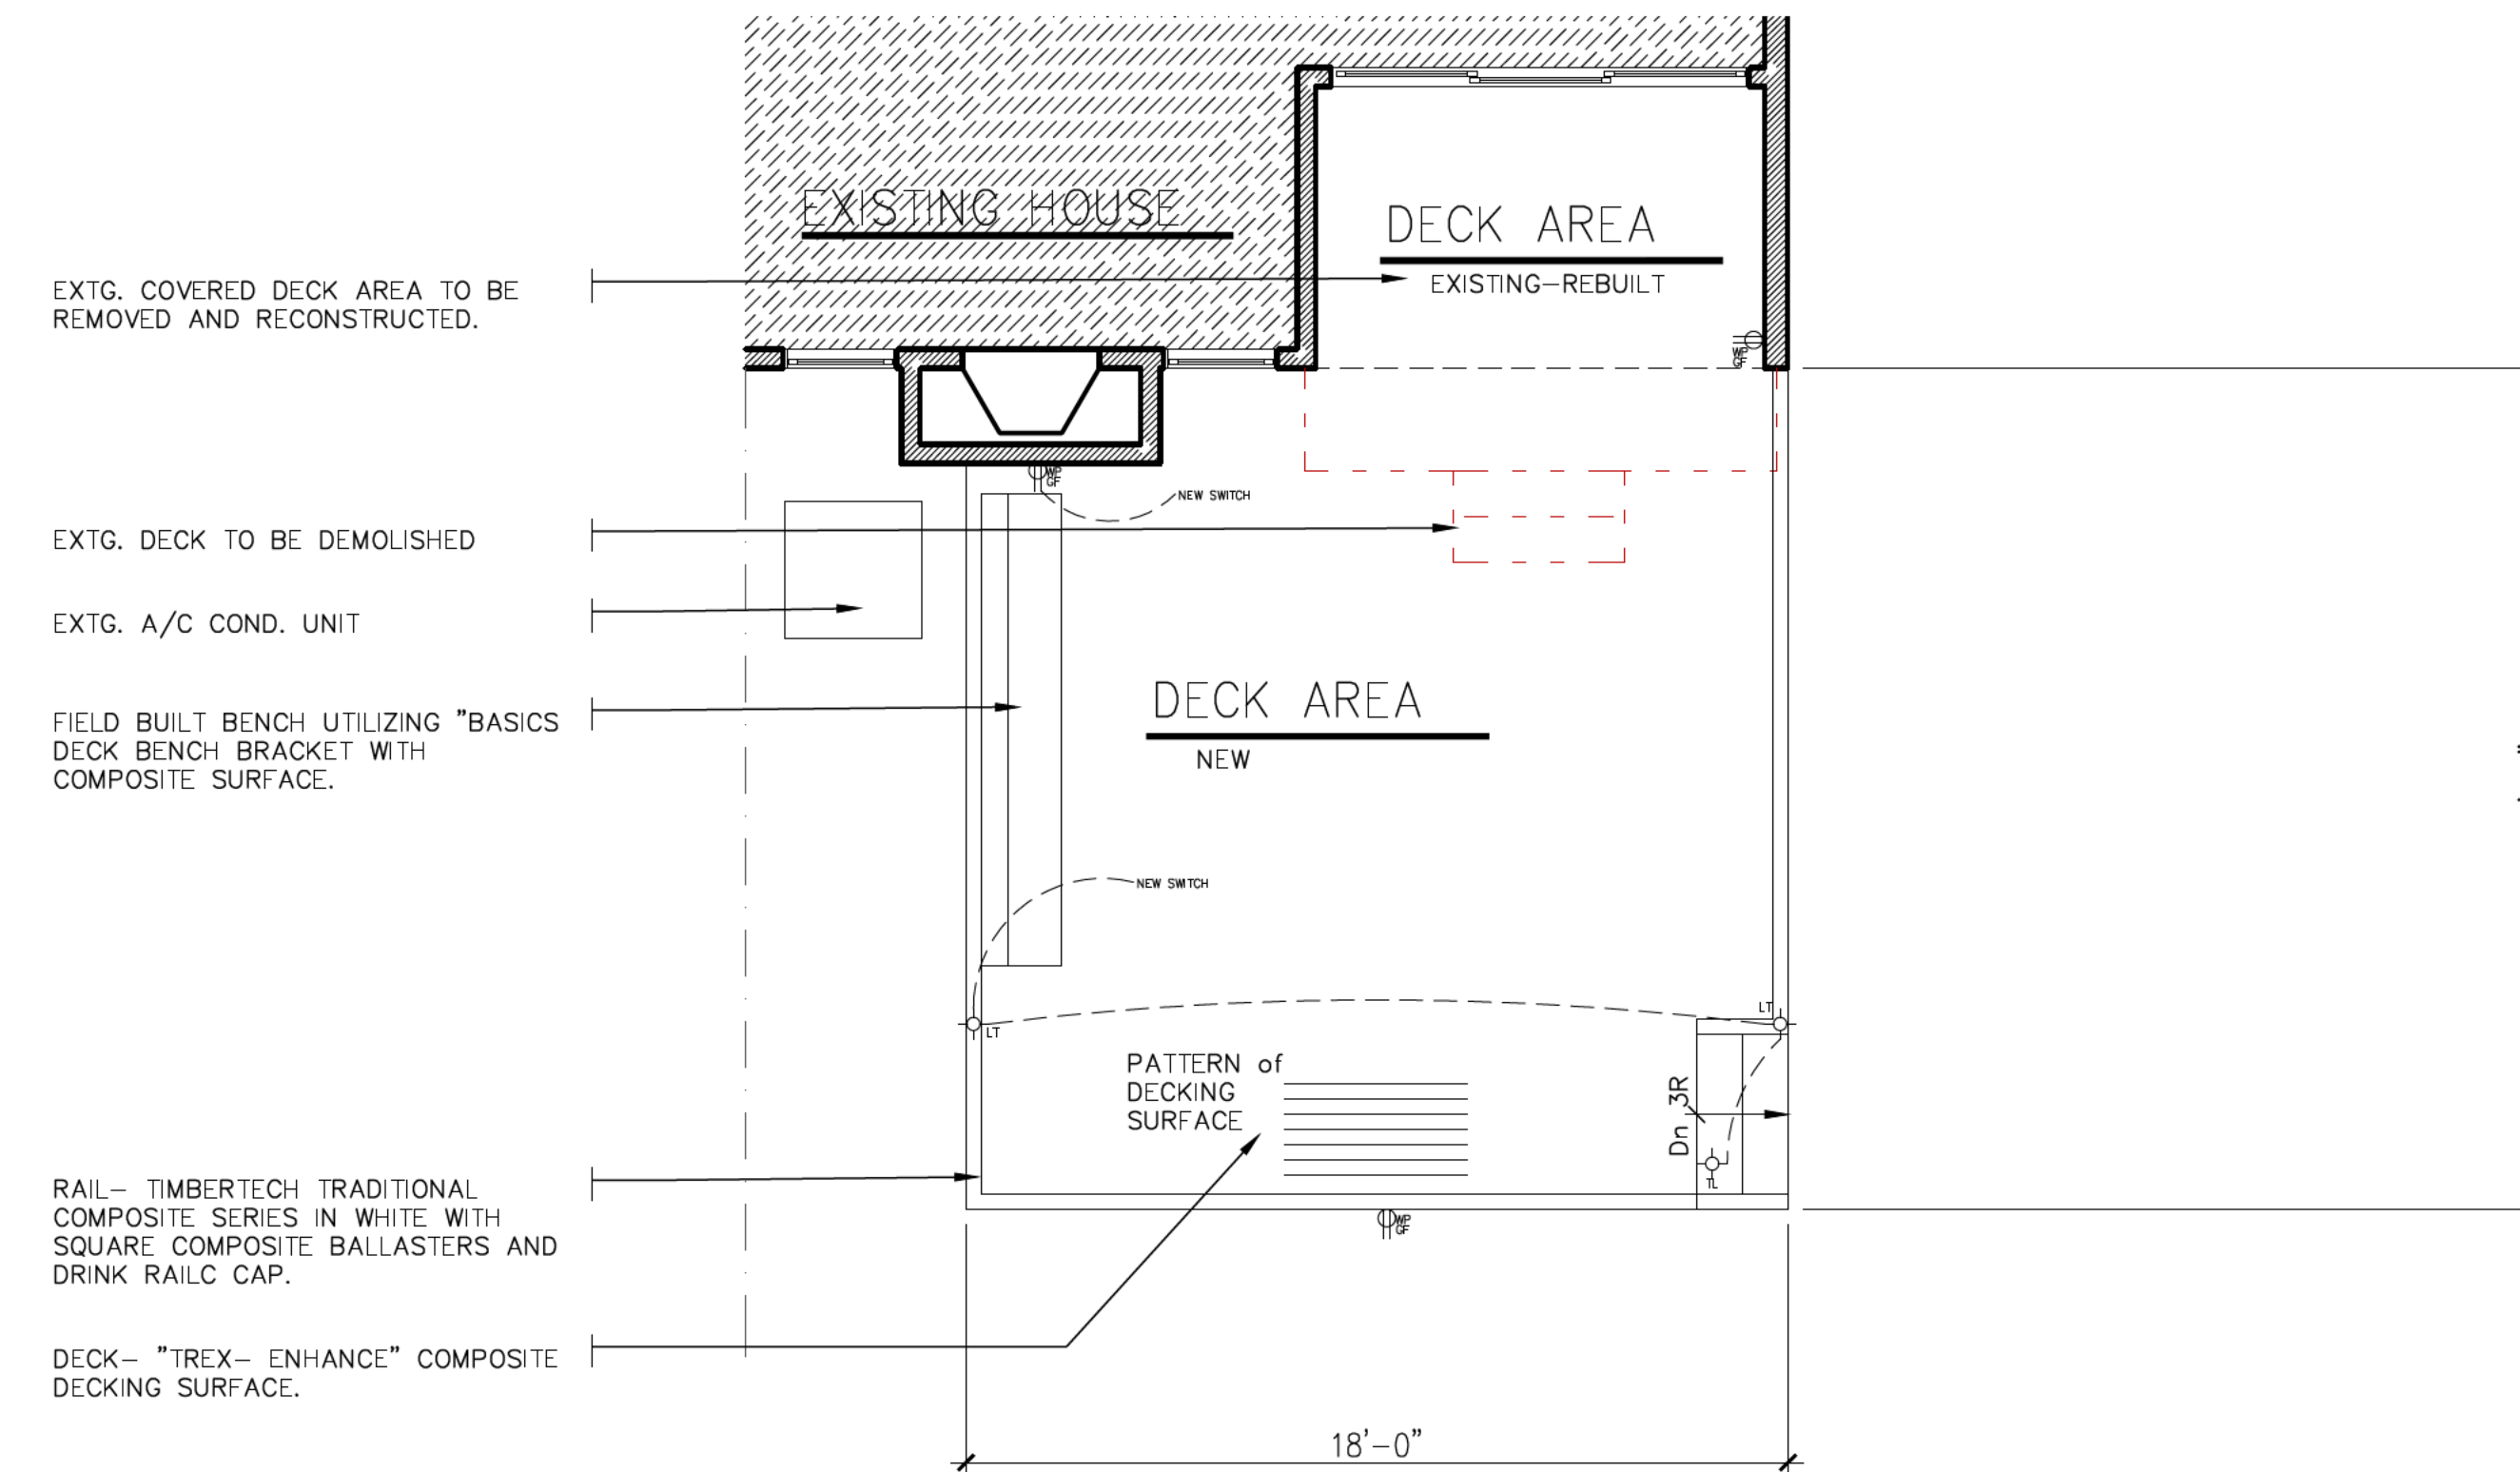 EXISTING HOUSE
DECK AREA
EXISTING-REBUILT
EXTG. COVERED DECK AREA TO BE
REMOVED AND RECONSTRUCTED.
WP
GF
WP
GF
NEW SWITCH
EXTG. DECK TO BE DEMOLISHED
EXTG. A/C COND. UNIT
FIELD BUILT BENCH UTILIZING "BASICS
DECK BENCH BRACKET WITH
COMPOSITE SURFACE.
DECK AREA
NEW
NEW SWITCH
LT
LT
PATTERN of
DECKING
SURFACE
Dn 3R
TL
RAIL- TIMBERTECH TRADITIONAL
COMPOSITE SERIES IN WHITE WITH
SQUARE COMPOSITE BALLASTERS AND
DRINK RAILC CAP.
WP
GF
DECK- "TREX- ENHANCE" COMPOSITE
DECKING SURFACE.
18'-0"